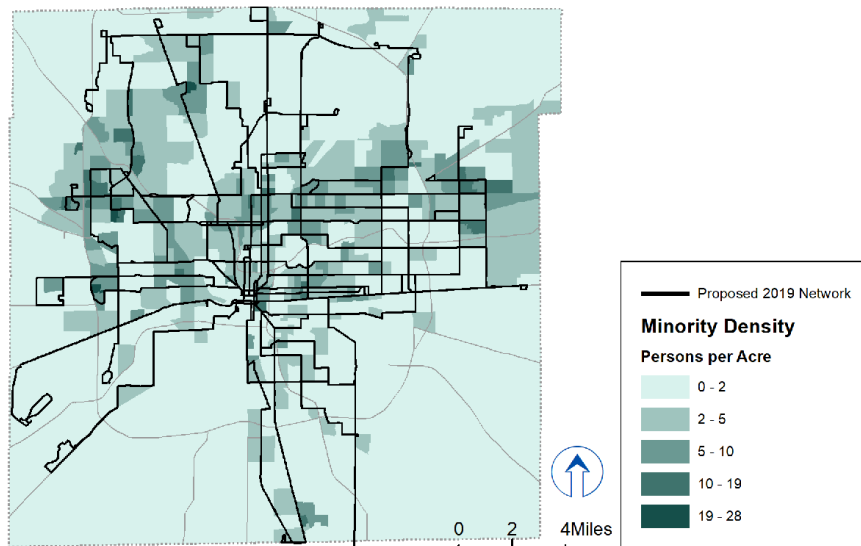 Proposed 2019 Network
Minority Density
Persons per Acre
0 - 2
2 - 5
5 - 10
10 - 19
19 - 28
0 2 4Miles